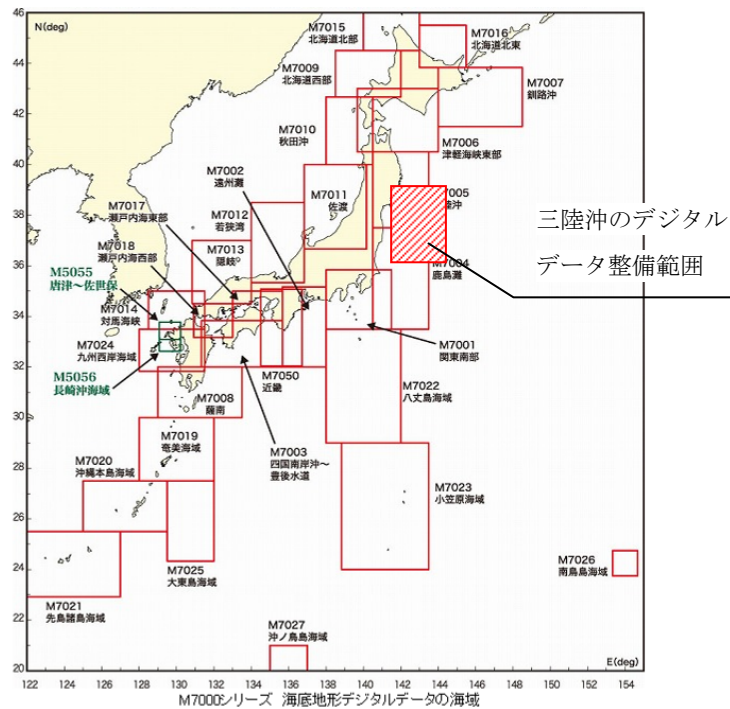 N(deg)
46
44
42
40
38
36
34
32
30
28
26
24
22
20
122
124
126
128
130
132
134
136
138
140
142
144
146
148
150
152
154
E(deg)
M7015
北海道北部
M7016
北海道北東
M7009
北海道西部
M7007
釧路沖
M7010
秋田沖
M7006
津軽海峡東部
M7002
遠州灘
M7011
佐渡
7005
陸沖
M7017
瀬戸内海東部
M7012
若狭湾
M7018
瀬戸内海西部
M7013
隠岐
M7004
鹿島灘
三陸沖のデジタル
データ整備範囲
M5055
唐津～佐世保
M7014
対馬海峡
M7024
九州西岸海域
M5056
長崎沖海域
M7001
関東南部
M7050
近畿
M7008
薩南
M7022
八丈島海域
M7019
奄美海域
M7003
四国南岸沖～
豊後水道
M7020
沖縄本島海域
M7023
小笠原海域
M7025
大東島海域
M7026
南鳥島海域
M7021
先島諸島海域
M7027
沖ノ鳥島海域
M7000シリーズ 海底地形デジタルデータの海域